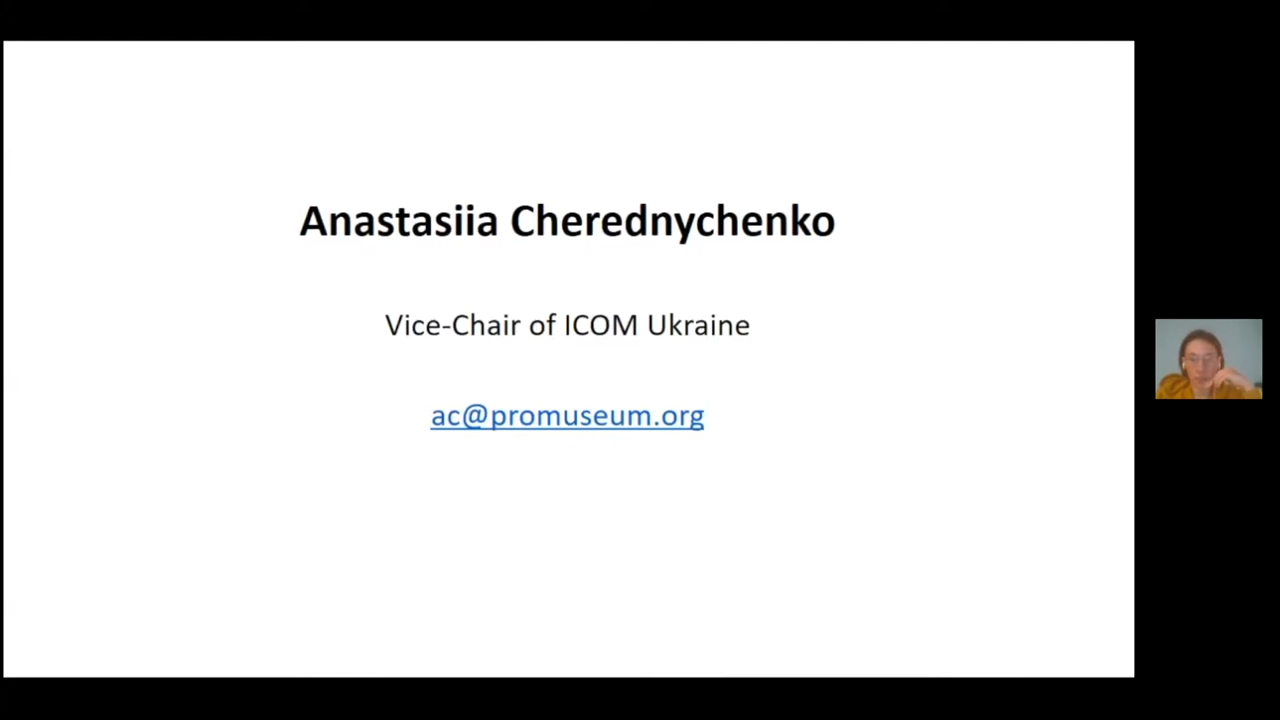 Anastasiia Cherednychenko
Vice-Chair of ICOM Ukraine
ac@promuseum.org